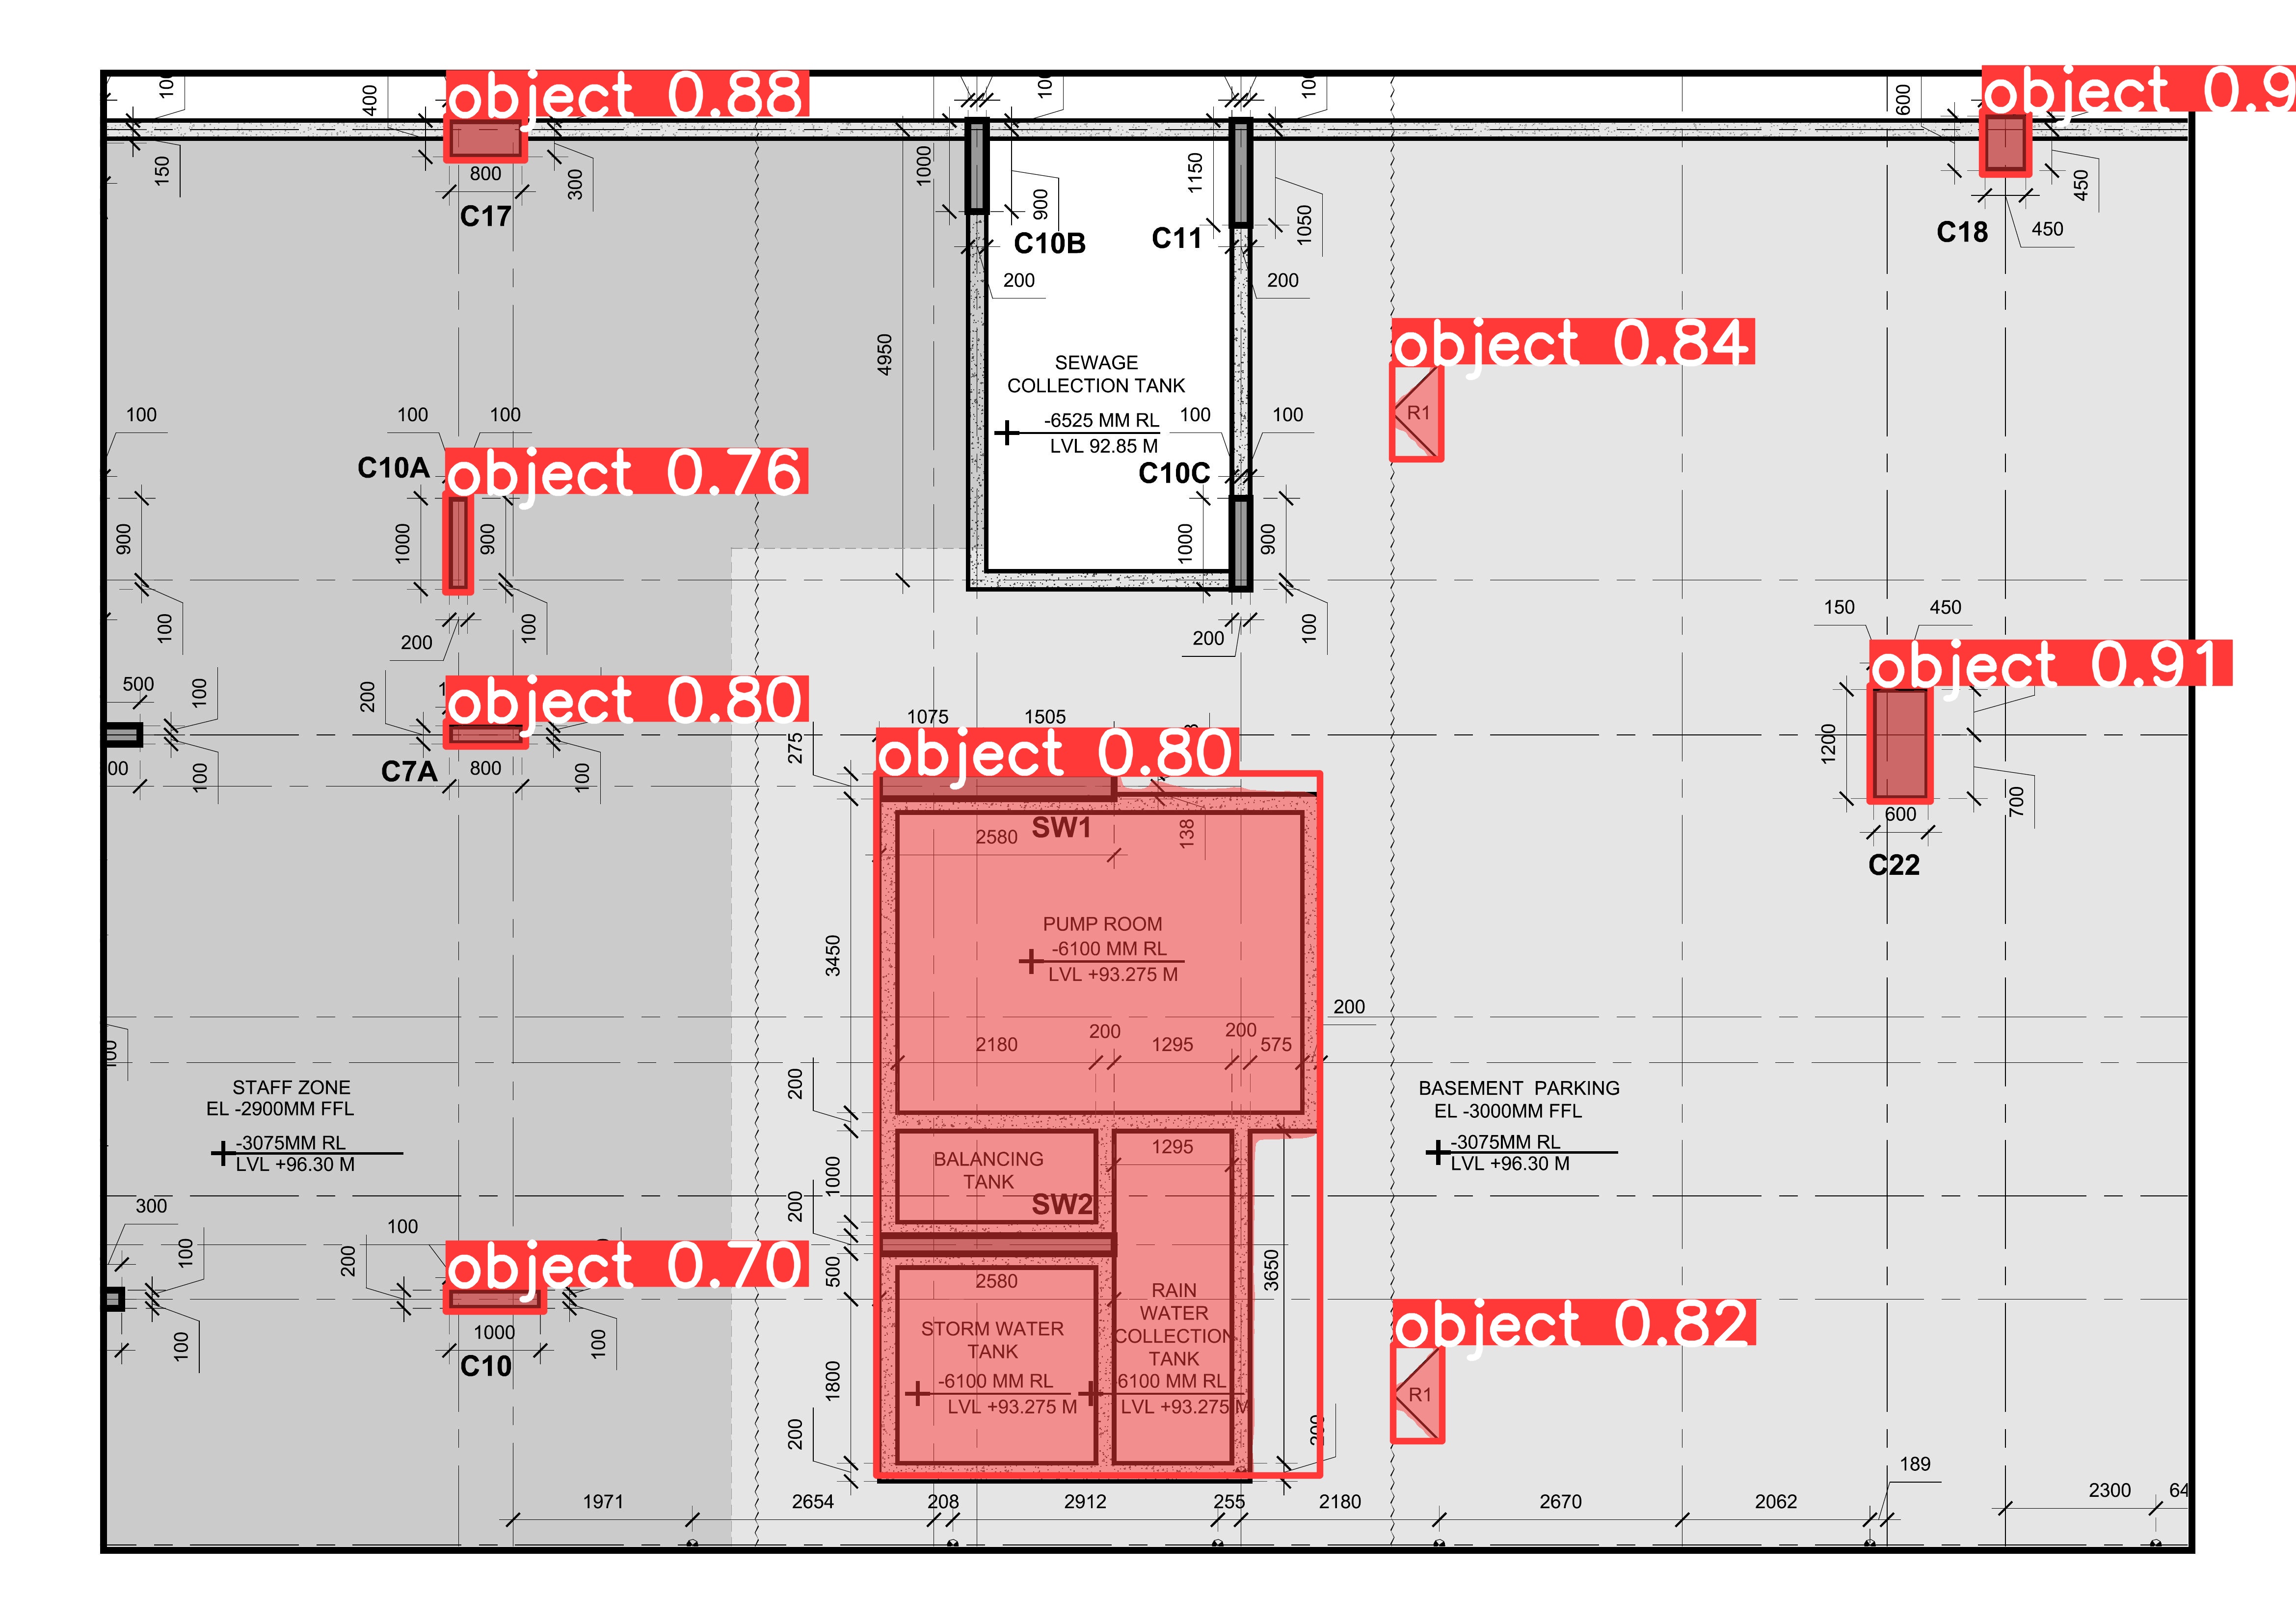 object 0.88
400
150
800
300
C17
1000
900
C10B
200
1150
1050
C11
200
600
450
450
C18
4950
SEWAGE
COLLECTION TANK
-6525 MM RL
LVL 92.85 M
100
100
C10C
1000
900
200
100
object 0.84
R1
100
100
100
C10A
object 0.76
900
1000
900
100
200
100
150
450
object 0.91
1200
600
700
C22
500
100
200
object 0.80
100
C7A
800
100
1075
1505
275
object 0.80
SW1
2580
138
PUMP ROOM
-6100 MM RL
LVL +93.275 M
3450
200
2180
200
1295
200
575
200
STAFF ZONE
EL -2900MM FFL
-3075MM RL
LVL +96.30 M
BASEMENT PARKING
EL -3000MM FFL
-3075MM RL
LVL +96.30 M
BALANCING
TANK
1295
1000
200
SW2
500
2580
3650
300
100
200
100
object 0.70
100
1000
100
C10
STORM WATER
TANK
-6100 MM RL
LVL +93.275 M
RAIN
WATER
COLLECTION
TANK
6100 MM RL
LVL +93.275 M
1800
200
object 0.82
R1
189
1971
2654
208
2912
255
2180
2670
2062
2300